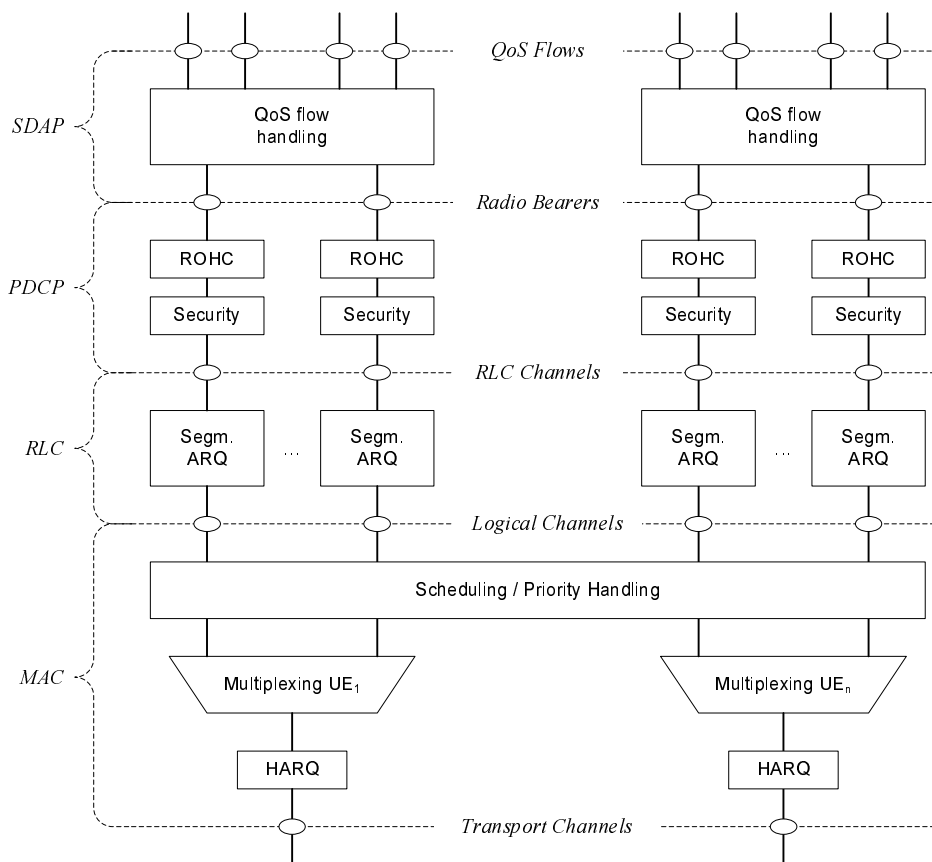 QoS Flows
SDAP
QoS flow
handling
QoS flow
handling
Radio Bearers
PDCP
ROHC
ROHC
ROHC
ROHC
Security
Security
Security
Security
RLC Channels
RLC
Segm.
ARQ
...
Segm.
ARQ
Segm.
ARQ
...
Segm.
ARQ
Logical Channels
Scheduling / Priority Handling
MAC
Multiplexing UE₁
Multiplexing UEₙ
HARQ
HARQ
Transport Channels